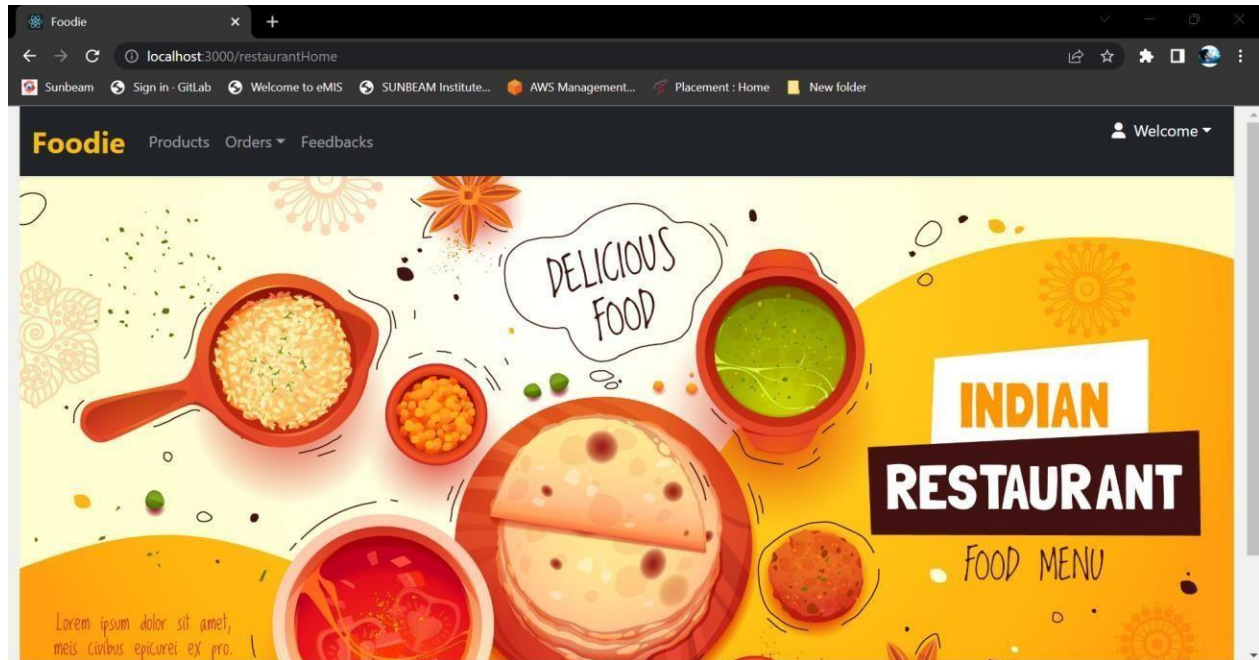 Foodie
localhost:3000/restaurantHome
Sunbeam Sign in · GitLab Welcome to eMIS SUNBEAM Institute... AWS Management... Placement : Home New folder
Foodie Products Orders Feedbacks Welcome
DELICIOUS
FOOD
INDIAN
RESTAURANT
FOOD MENU
Lorem ipsum dolor sit amet,
meis civibus epicurei ex pro.